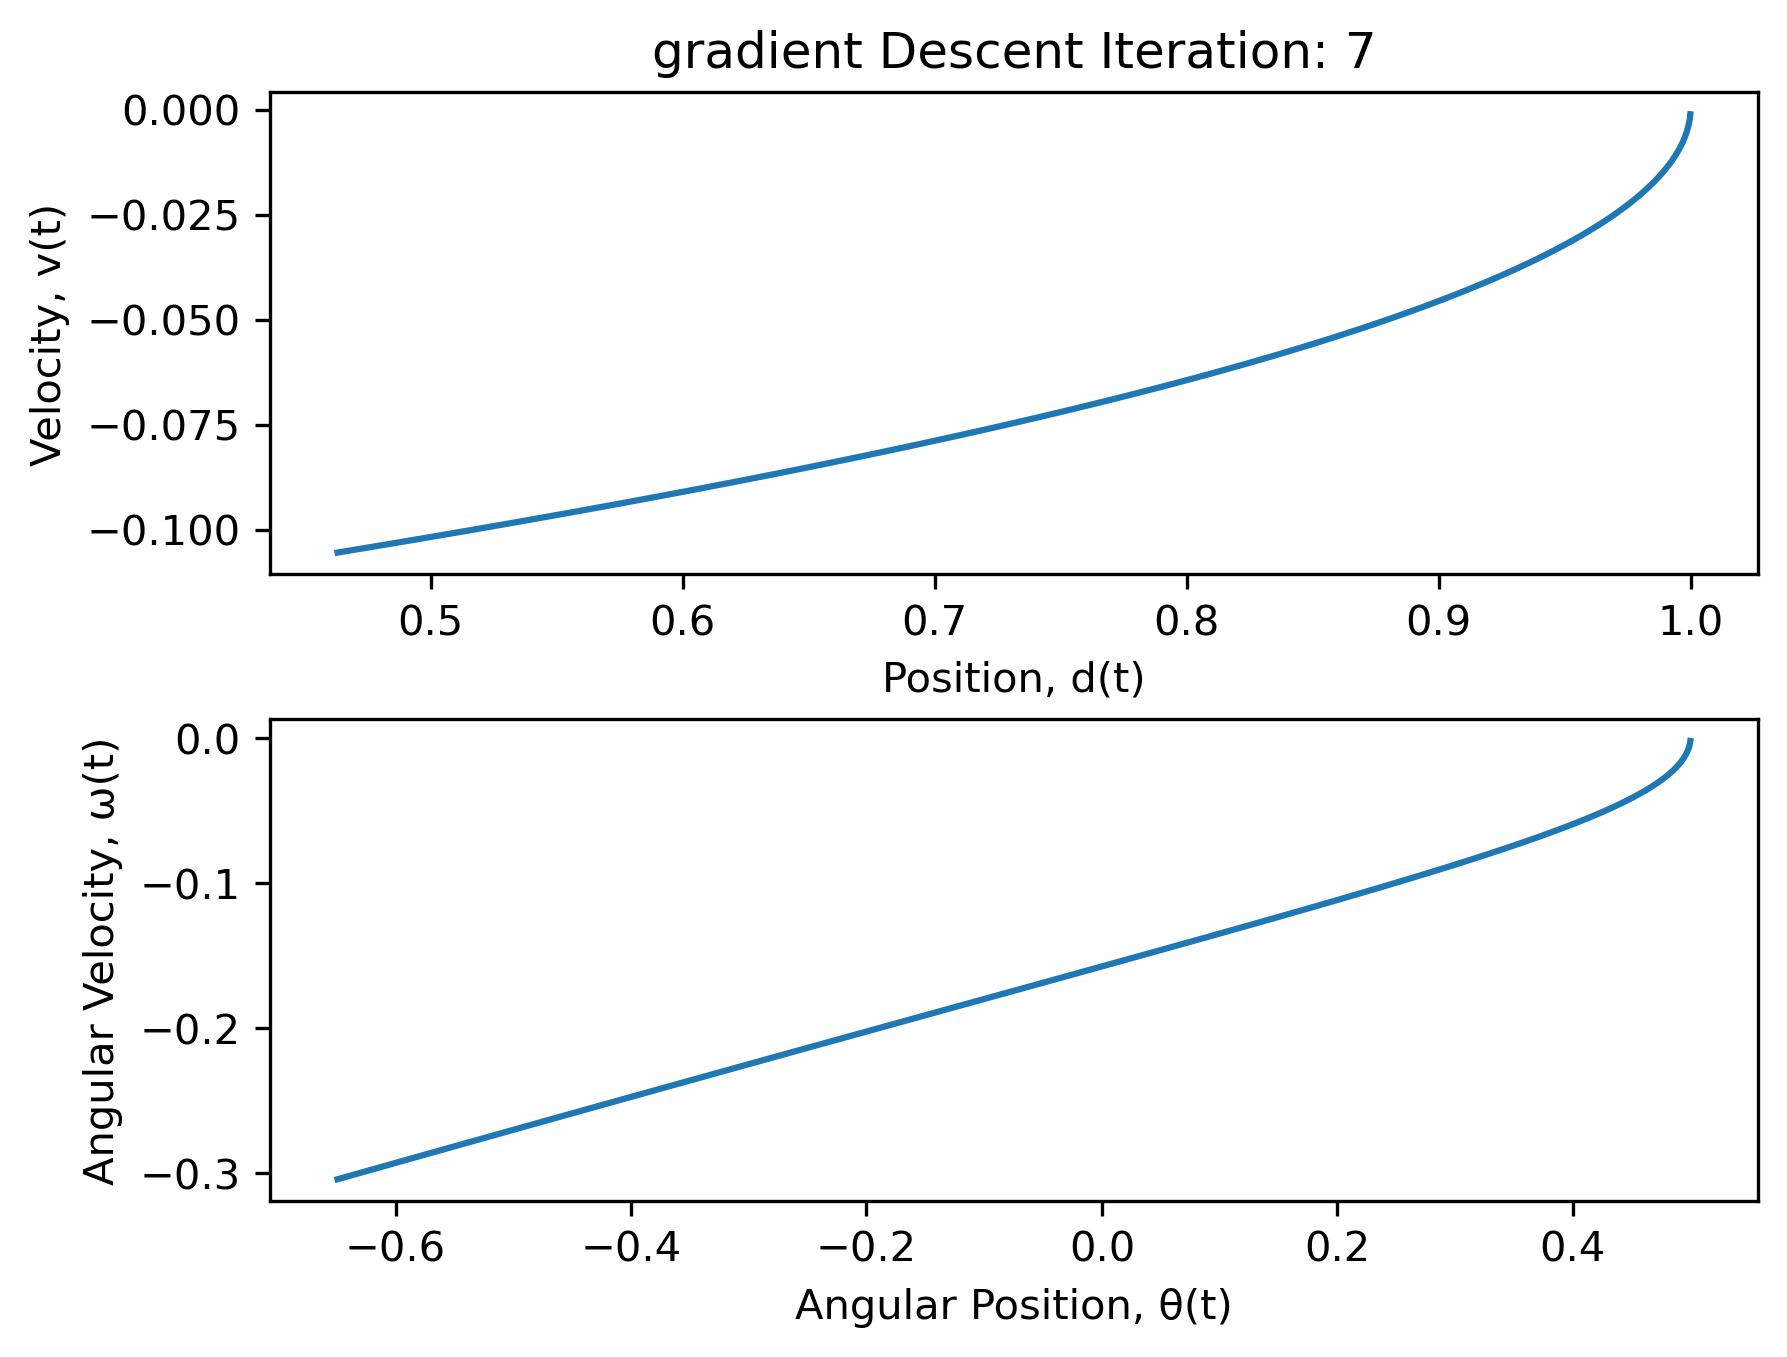 gradient Descent Iteration: 7
0.000
−0.025
−0.050
−0.075
−0.100
Velocity, v(t)
0.5 0.6 0.7 0.8 0.9 1.0
Position, d(t)
0.0
−0.1
−0.2
−0.3
Angular Velocity, ω(t)
−0.6 −0.4 −0.2 0.0 0.2 0.4
Angular Position, θ(t)